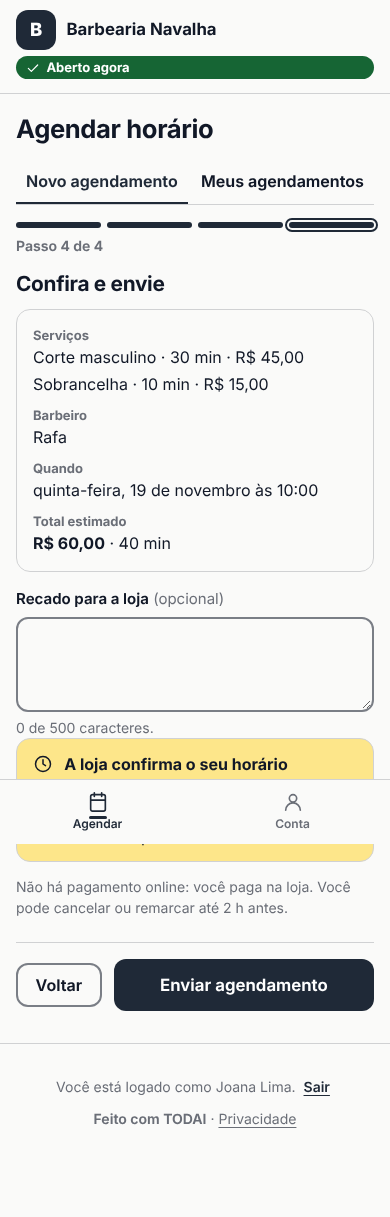 B Barbearia Navalha
Aberto agora
Agendar horário
Novo agendamento Meus agendamentos
Passo 4 de 4
Confira e envie
Serviços
Corte masculino · 30 min · R$ 45,00
Sobrancelha · 10 min · R$ 15,00
Barbeiro
Rafa
Quando
quinta-feira, 19 de novembro às 10:00
Total estimado
R$ 60,00 · 40 min
Recado para a loja (opcional)
0 de 500 caracteres.
A loja confirma o seu horário
Agendar Conta
Não há pagamento online: você paga na loja. Você
pode cancelar ou remarcar até 2 h antes.
Voltar Enviar agendamento
Você está logado como Joana Lima. Sair
Feito com TODAI · Privacidade